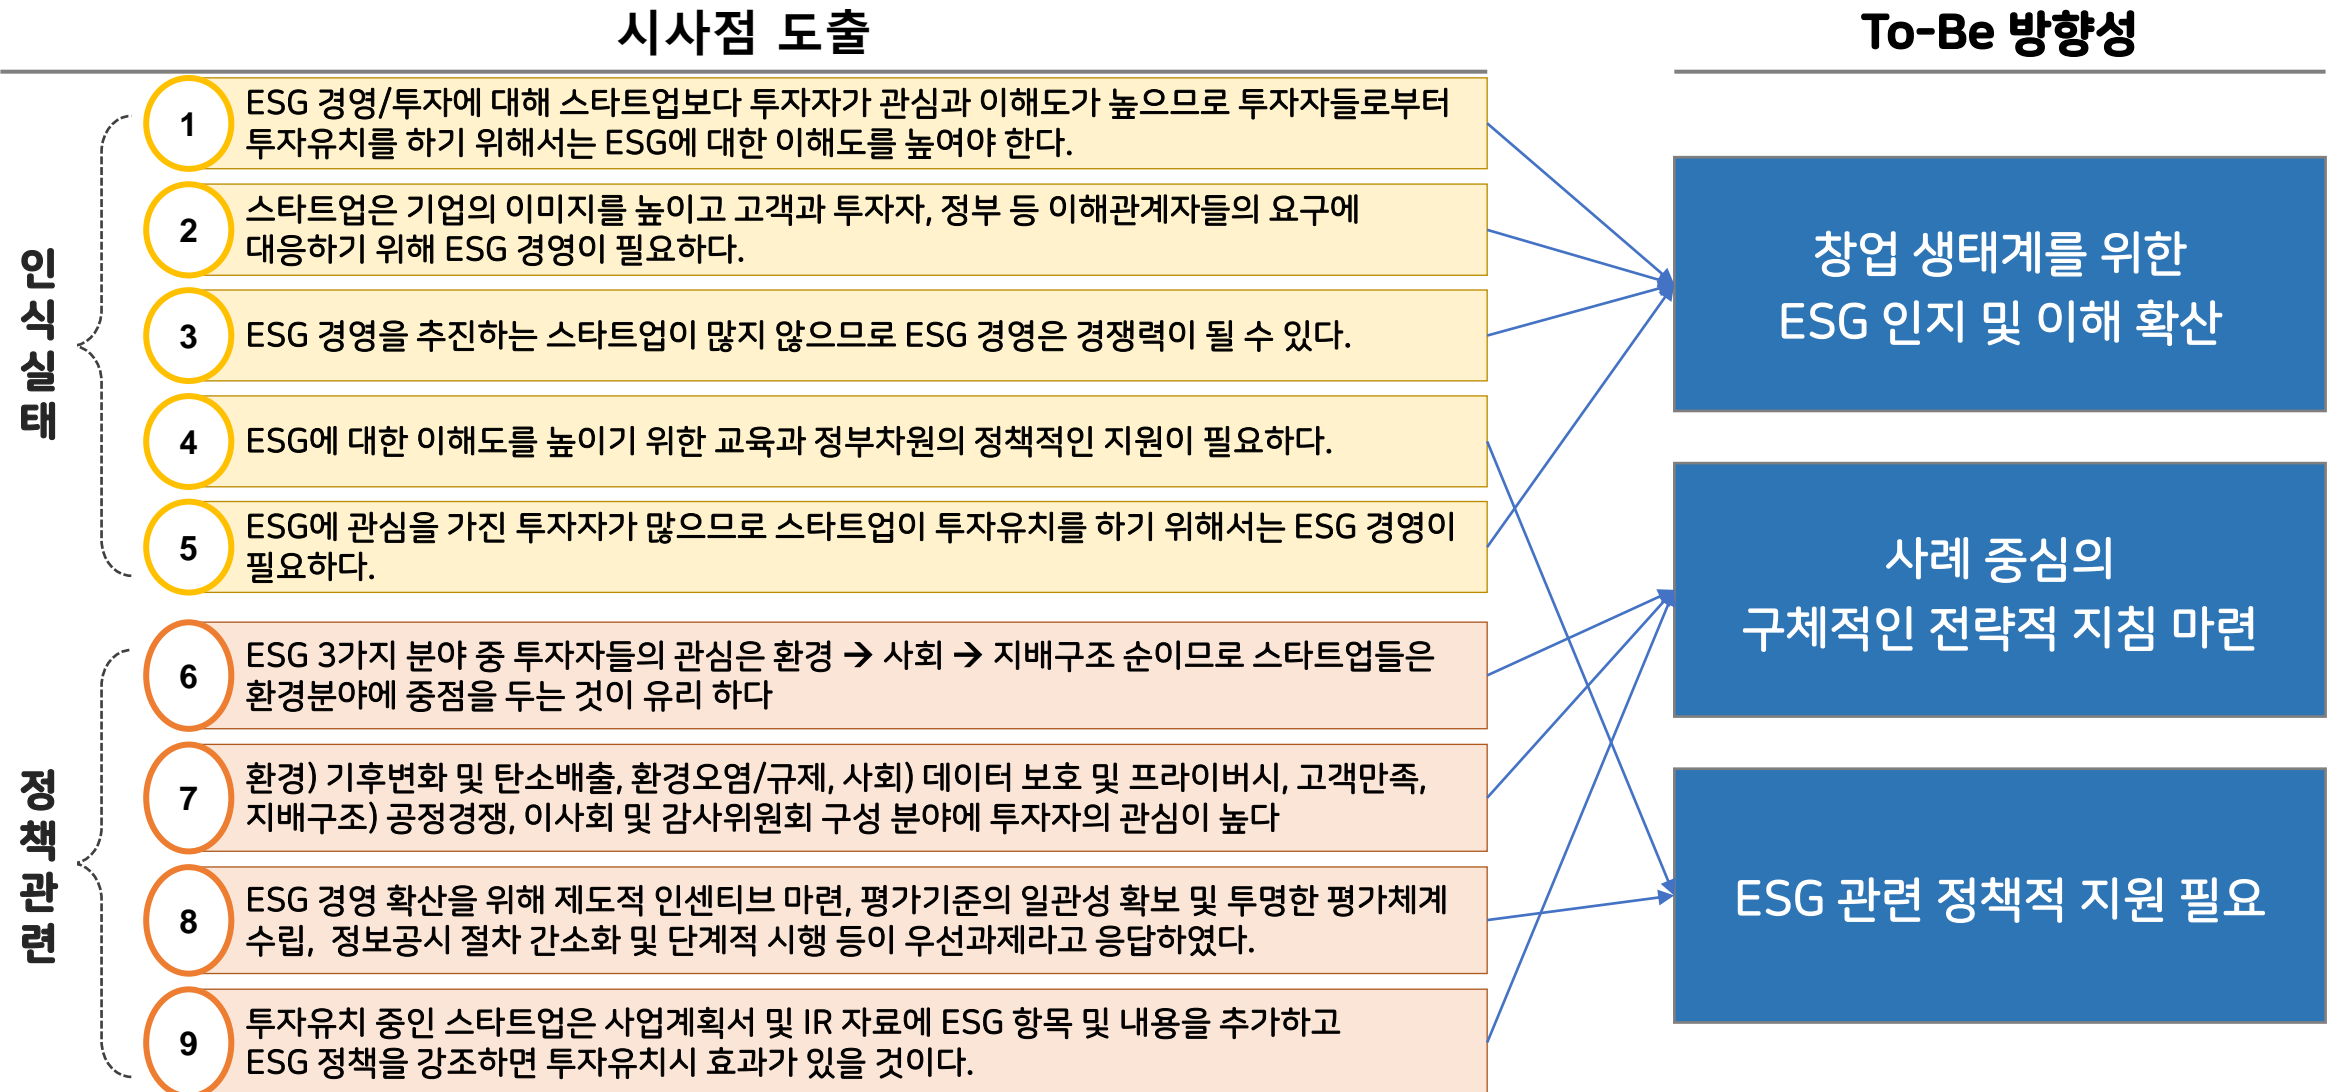 시사점 도출
To-Be 방향성
인식실태
1
ESG 경영/투자에 대해 스타트업보다 투자자가 관심과 이해도가 높으므로 투자자들로부터
투자유치를 하기 위해서는 ESG에 대한 이해도를 높여야 한다.
2
스타트업은 기업의 이미지를 높이고 고객과 투자자, 정부 등 이해관계자들의 요구에
대응하기 위해 ESG 경영이 필요하다.
3
ESG 경영을 추진하는 스타트업이 많지 않으므로 ESG 경영은 경쟁력이 될 수 있다.
4
ESG에 대한 이해도를 높이기 위한 교육과 정부차원의 정책적인 지원이 필요하다.
5
ESG에 관심을 가진 투자자가 많으므로 스타트업이 투자유치를 하기 위해서는 ESG 경영이
필요하다.
정책관련
6
ESG 3가지 분야 중 투자자들의 관심은 환경 → 사회 → 지배구조 순이므로 스타트업들은
환경분야에 중점을 두는 것이 유리 하다
7
환경) 기후변화 및 탄소배출, 환경오염/규제, 사회) 데이터 보호 및 프라이버시, 고객만족,
지배구조) 공정경쟁, 이사회 및 감사위원회 구성 분야에 투자자의 관심이 높다
8
ESG 경영 확산을 위해 제도적 인센티브 마련, 평가기준의 일관성 확보 및 투명한 평가체계
수립, 정보공시 절차 간소화 및 단계적 시행 등이 우선과제라고 응답하였다.
9
투자유치 중인 스타트업은 사업계획서 및 IR 자료에 ESG 항목 및 내용을 추가하고
ESG 정책을 강조하면 투자유치시 효과가 있을 것이다.
창업 생태계를 위한
ESG 인지 및 이해 확산
사례 중심의
구체적인 전략적 지침 마련
ESG 관련 정책적 지원 필요